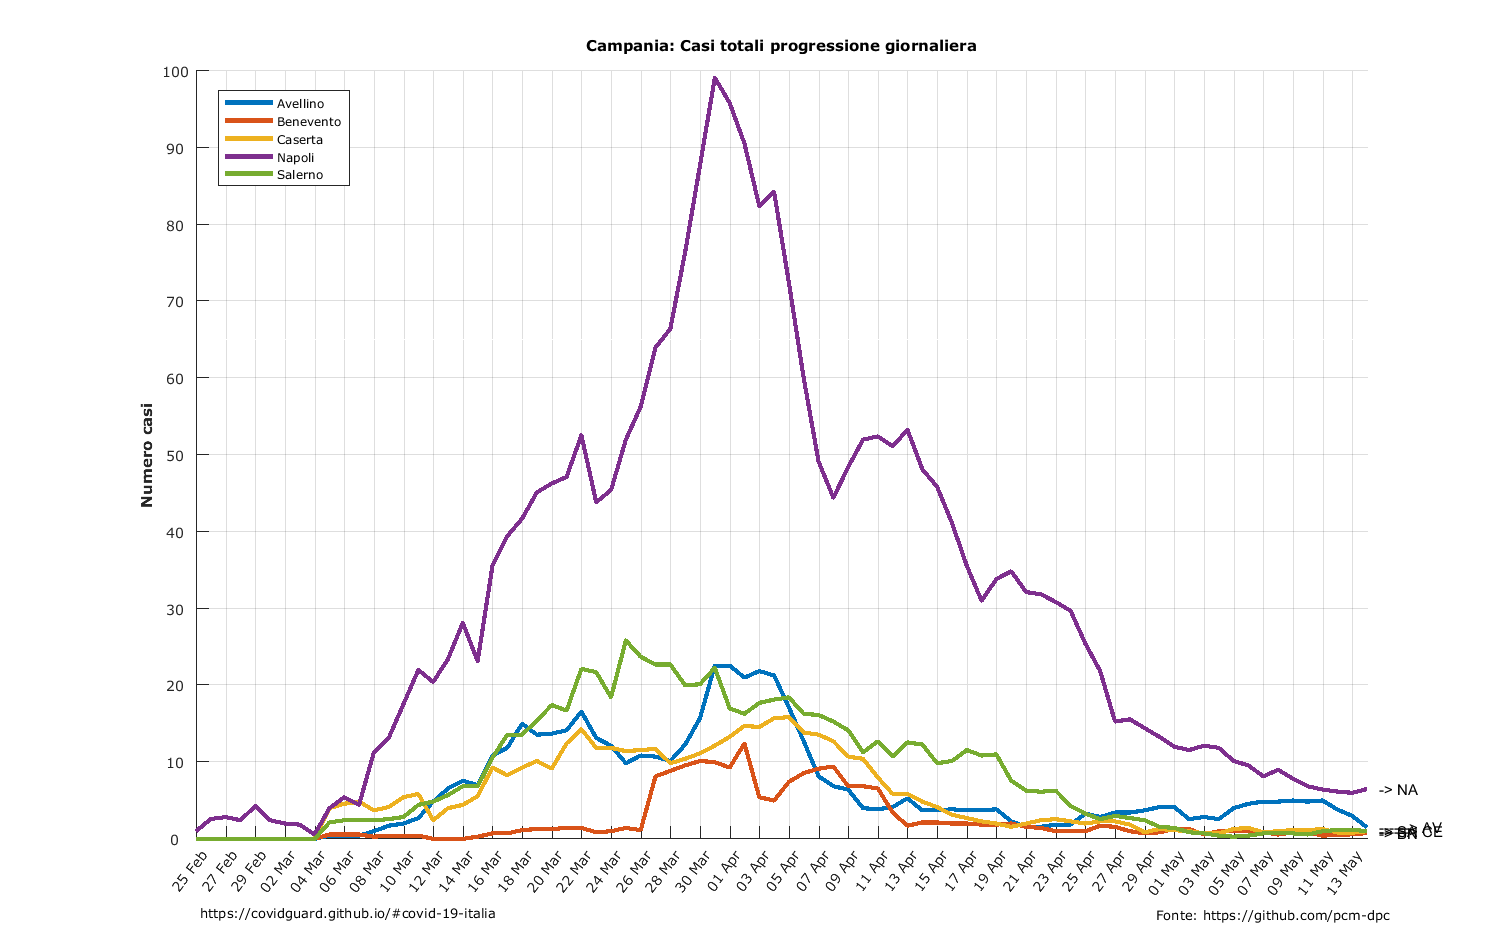 Campania: Casi totali progressione giornaliera
100
90
80
70
60
50
40
30
20
10
0
Numero casi
Avellino
Benevento
Caserta
Napoli
Salerno
-> NA
25 Feb
27 Feb
29 Feb
02 Mar
04 Mar
06 Mar
08 Mar
10 Mar
12 Mar
14 Mar
16 Mar
18 Mar
20 Mar
22 Mar
24 Mar
26 Mar
28 Mar
30 Mar
01 Apr
03 Apr
05 Apr
07 Apr
09 Apr
11 Apr
13 Apr
15 Apr
17 Apr
19 Apr
21 Apr
23 Apr
25 Apr
27 Apr
29 Apr
01 May
03 May
05 May
07 May
09 May
11 May
13 May
https://covidguard.github.io/#covid-19-italia
Fonte: https://github.com/pcm-dpc